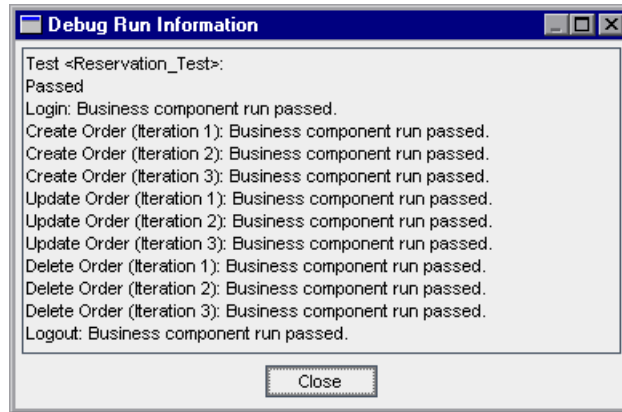 Debug Run Information
Test <Reservation_Test>:
Passed
Login: Business component run passed.
Create Order (Iteration 1): Business component run passed.
Create Order (Iteration 2): Business component run passed.
Create Order (Iteration 3): Business component run passed.
Update Order (Iteration 1): Business component run passed.
Update Order (Iteration 2): Business component run passed.
Update Order (Iteration 3): Business component run passed.
Delete Order (Iteration 1): Business component run passed.
Delete Order (Iteration 2): Business component run passed.
Delete Order (Iteration 3): Business component run passed.
Logout: Business component run passed.
Close